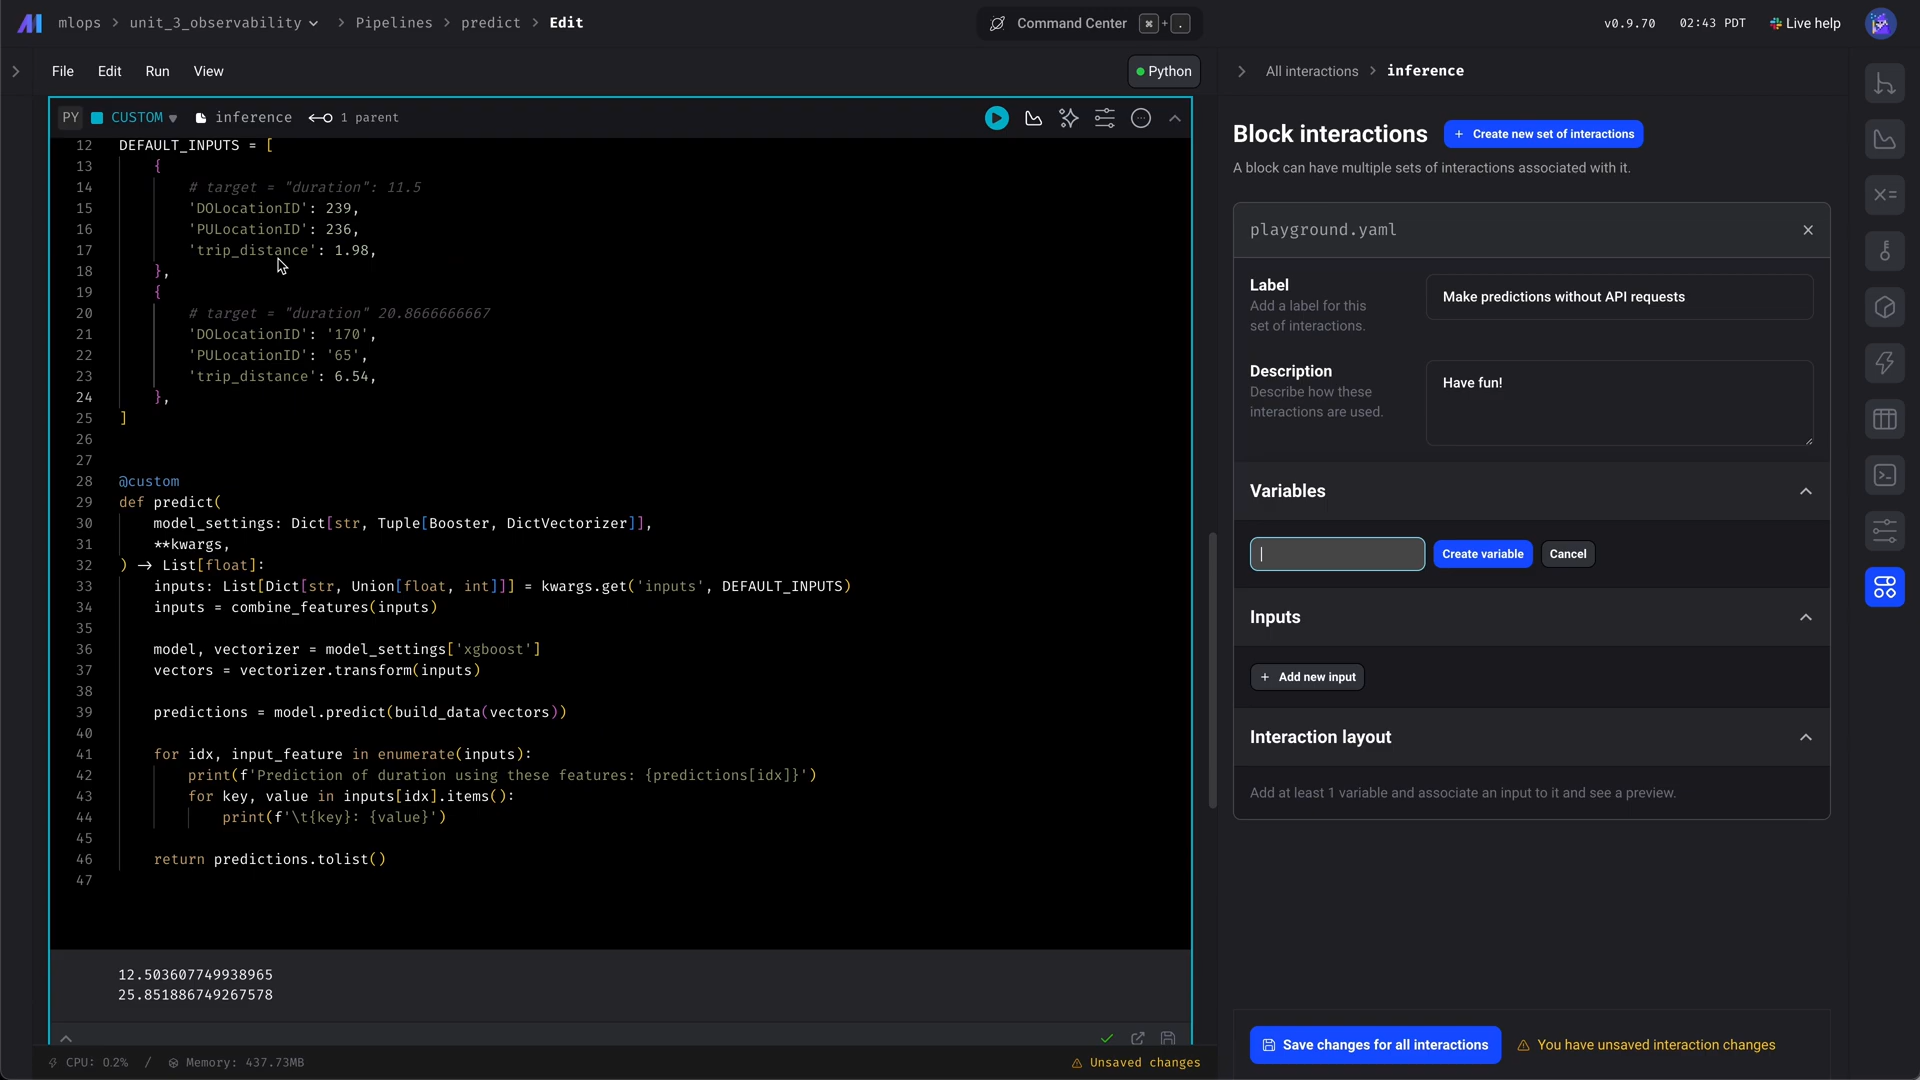 mlops > unit_3_observability > Pipelines > predict > Edit
Command Center ⌘ + .
v0.9.70 02:43 PDT Live help
File Edit Run View
Python
PY CUSTOM inference 1 parent
12 DEFAULT_INPUTS = [
13 {
14 # target = "duration": 11.5
15 'DOLocationID': 239,
16 'PULocationID': 236,
17 'trip_distance': 1.98,
18 },
19 {
20 # target = "duration" 20.8666666667
21 'DOLocationID': '170',
22 'PULocationID': '65',
23 'trip_distance': 6.54,
24 },
25 ]
26
27
28 @custom
29 def predict(
30 model_settings: Dict[str, Tuple[Booster, DictVectorizer]],
31 **kwargs,
32 ) -> List[float]:
33 inputs: List[Dict[str, Union[float, int]]] = kwargs.get('inputs', DEFAULT_INPUTS)
34 inputs = combine_features(inputs)
35
36 model, vectorizer = model_settings['xgboost']
37 vectors = vectorizer.transform(inputs)
38
39 predictions = model.predict(build_data(vectors))
40
41 for idx, input_feature in enumerate(inputs):
42 print(f'Prediction of duration using these features: {predictions[idx]}')
43 for key, value in inputs[idx].items():
44 print(f'\t{key}: {value}')
45
46 return predictions.tolist()
47
12.503607749938965
25.851886749267578
CPU: 0.2% / Memory: 437.73MB
Unsaved changes
All interactions > inference
Block interactions
+ Create new set of interactions
A block can have multiple sets of interactions associated with it.
playground.yaml
Label
Add a label for this
set of interactions.
Make predictions without API requests
Description
Describe how these
interactions are used.
Have fun!
Variables
Create variable
Cancel
Inputs
+ Add new input
Interaction layout
Add at least 1 variable and associate an input to it and see a preview.
Save changes for all interactions
You have unsaved interaction changes